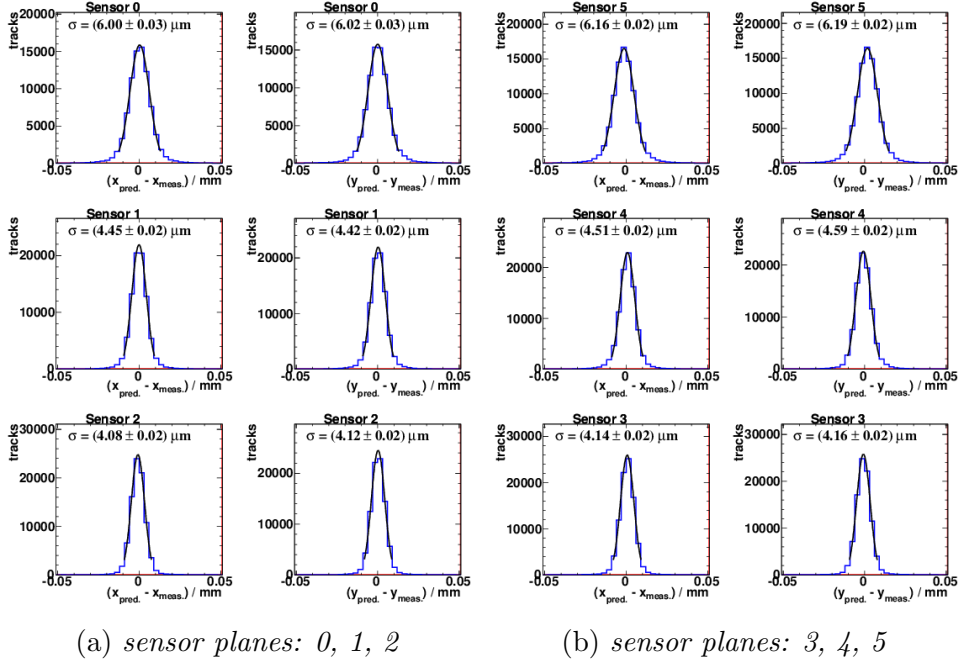 Sensor 0
σ = (6.00 ± 0.03) μm
tracks
15000
10000
5000
0
-0.05 0 0.05
(x_pred. - x_meas.) / mm
Sensor 0
σ = (6.02 ± 0.03) μm
15000
10000
5000
0
-0.05 0 0.05
(y_pred. - y_meas.) / mm
Sensor 5
σ = (6.16 ± 0.02) μm
tracks
20000
15000
10000
5000
0
-0.05 0 0.05
(x_pred. - x_meas.) / mm
Sensor 5
σ = (6.19 ± 0.02) μm
20000
15000
10000
5000
0
-0.05 0 0.05
(y_pred. - y_meas.) / mm
Sensor 1
σ = (4.45 ± 0.02) μm
tracks
20000
10000
0
-0.05 0 0.05
(x_pred. - x_meas.) / mm
Sensor 1
σ = (4.42 ± 0.02) μm
20000
10000
0
-0.05 0 0.05
(y_pred. - y_meas.) / mm
Sensor 4
σ = (4.51 ± 0.02) μm
tracks
20000
10000
0
-0.05 0 0.05
(x_pred. - x_meas.) / mm
Sensor 4
σ = (4.59 ± 0.02) μm
20000
10000
0
-0.05 0 0.05
(y_pred. - y_meas.) / mm
Sensor 2
σ = (4.08 ± 0.02) μm
tracks
30000
20000
10000
0
-0.05 0 0.05
(x_pred. - x_meas.) / mm
Sensor 2
σ = (4.12 ± 0.02) μm
20000
10000
0
-0.05 0 0.05
(y_pred. - y_meas.) / mm
Sensor 3
σ = (4.14 ± 0.02) μm
tracks
30000
20000
10000
0
-0.05 0 0.05
(x_pred. - x_meas.) / mm
Sensor 3
σ = (4.16 ± 0.02) μm
30000
20000
10000
0
-0.05 0 0.05
(y_pred. - y_meas.) / mm
(a) sensor planes: 0, 1, 2
(b) sensor planes: 3, 4, 5